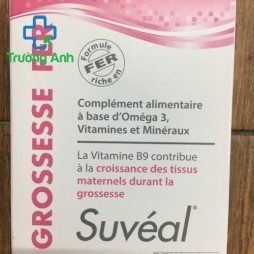 Trường Anh
GROSSESSE
Formule
FER
riche en
Complément alimentaire
à base d'Oméga 3,
Vitamines et Minéraux
La Vitamine B9 contribue
à la croissance des tissus
maternels durant la
grossesse
Suvéal®